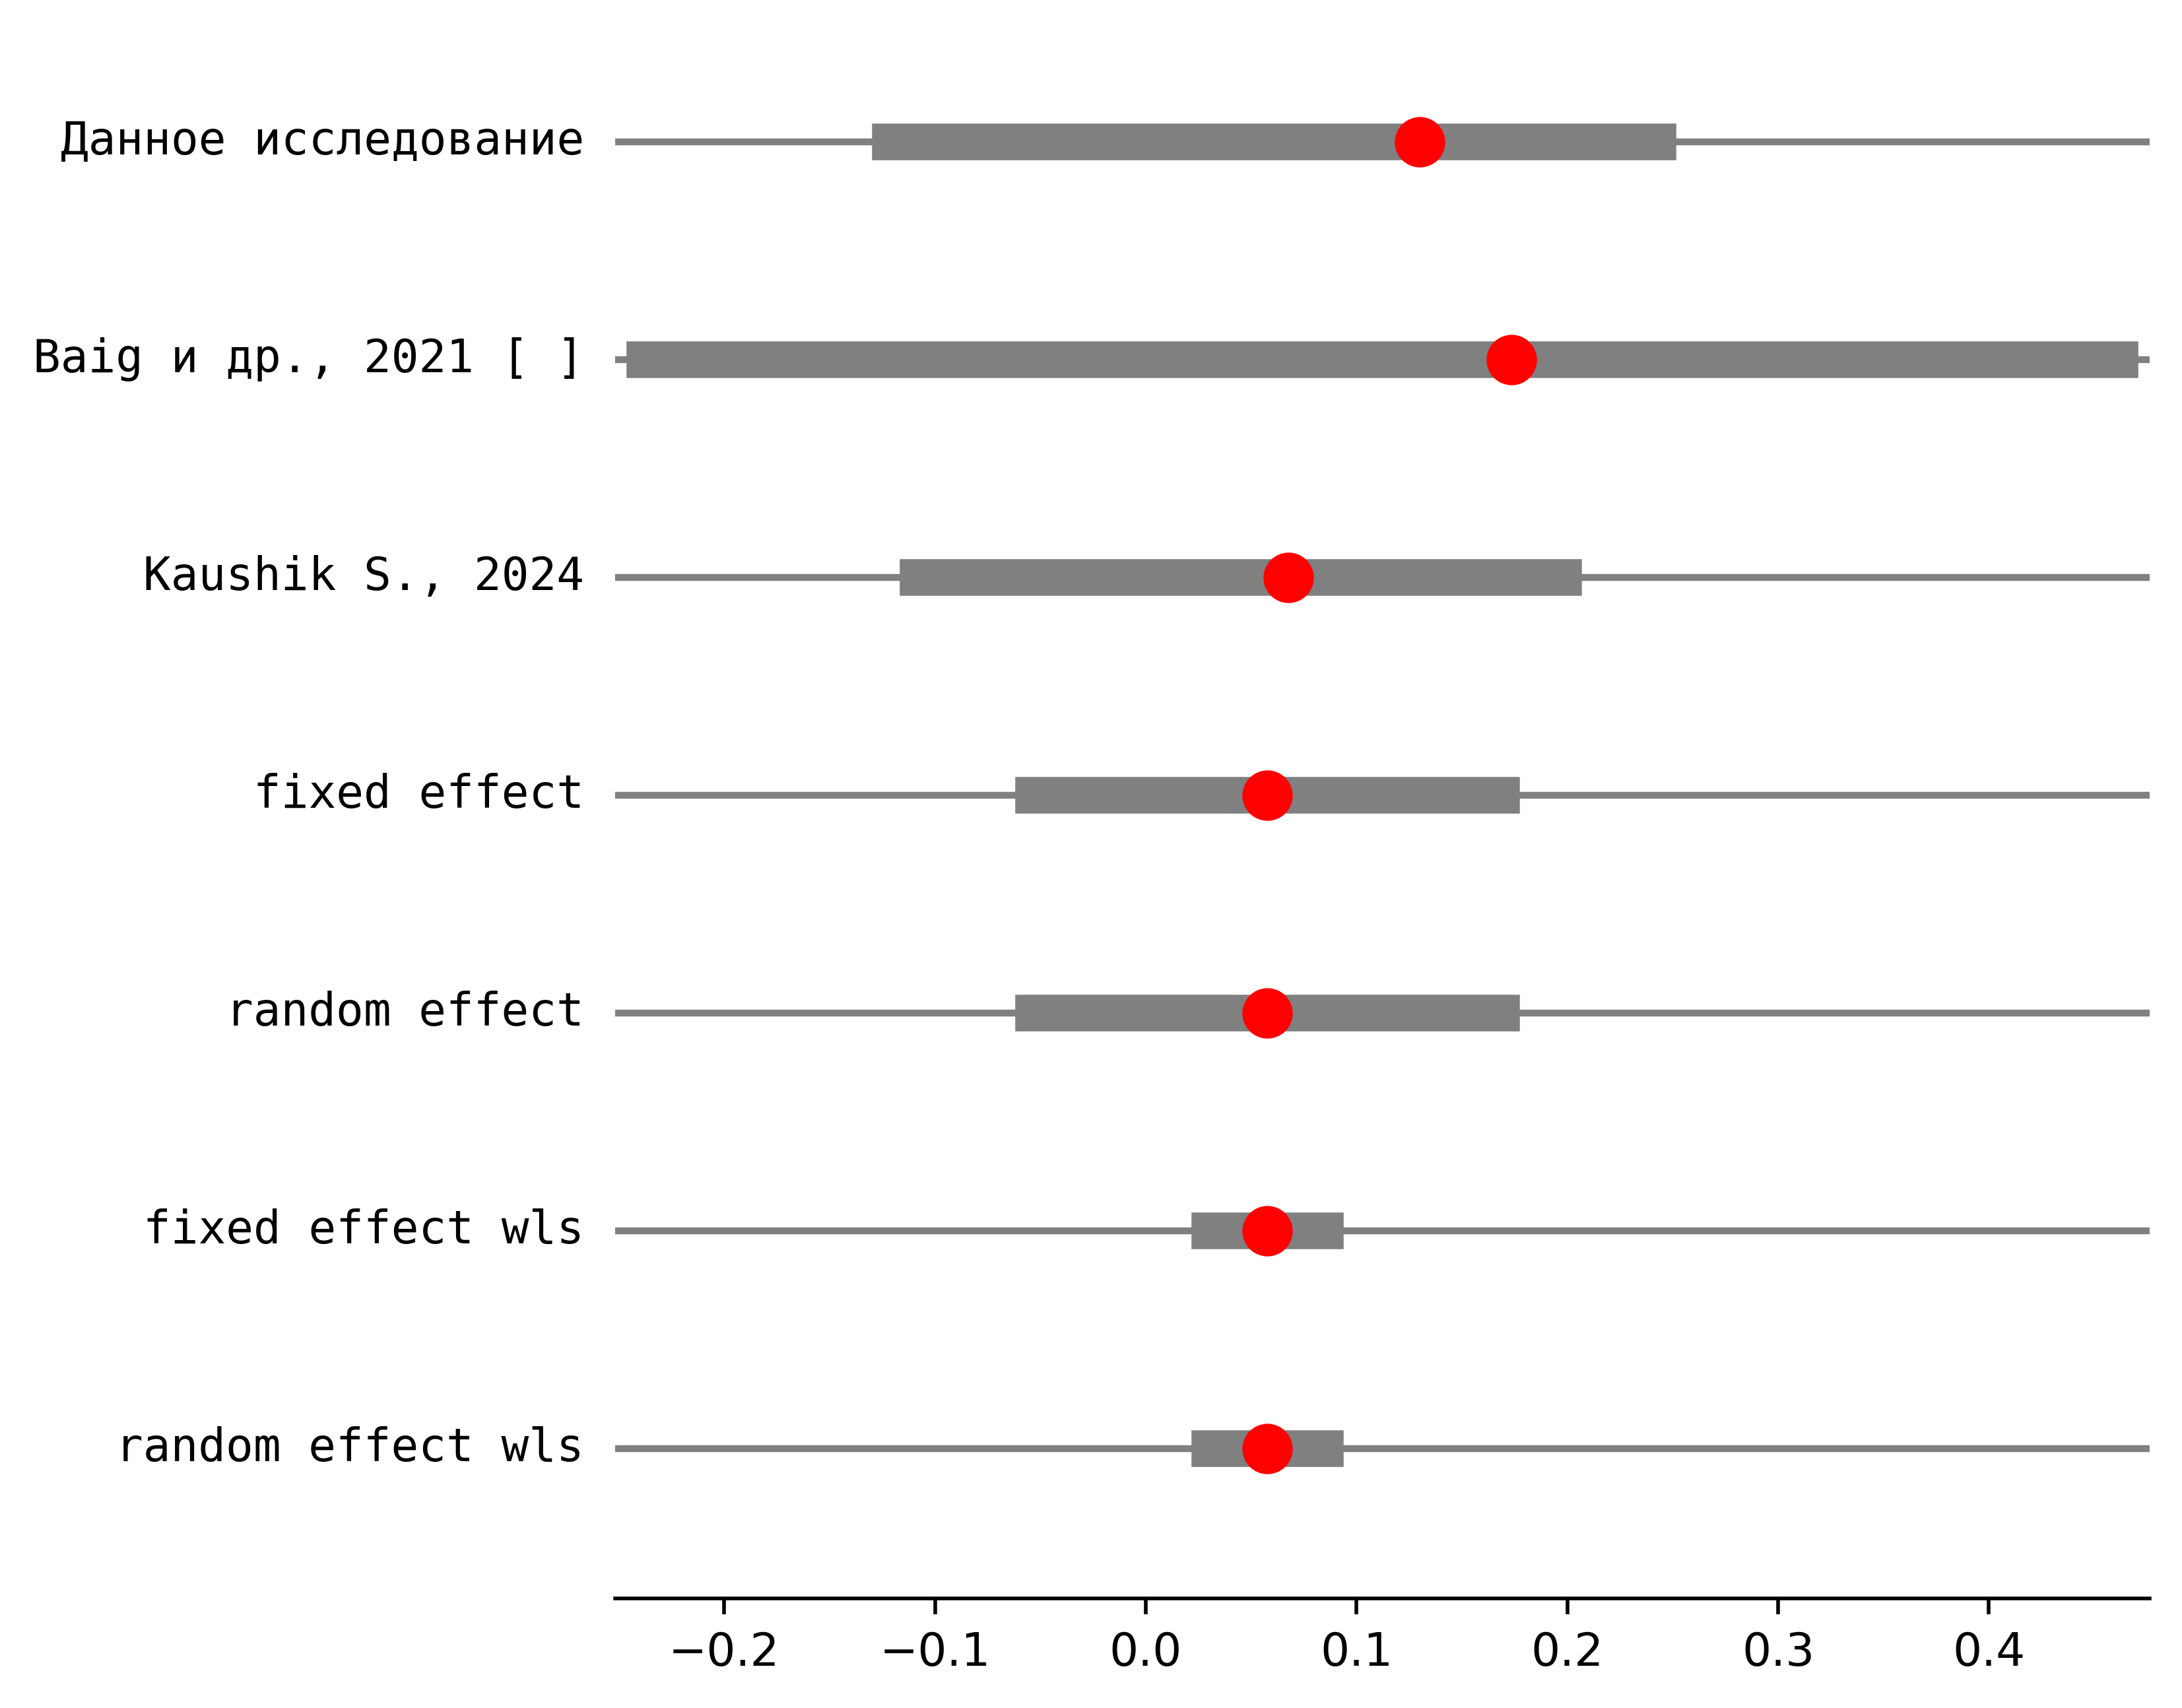 Данное исследование
Baig и др., 2021 [ ]
Kaushik S., 2024
fixed effect
random effect
fixed effect wls
random effect wls
−0.2 −0.1 0.0 0.1 0.2 0.3 0.4